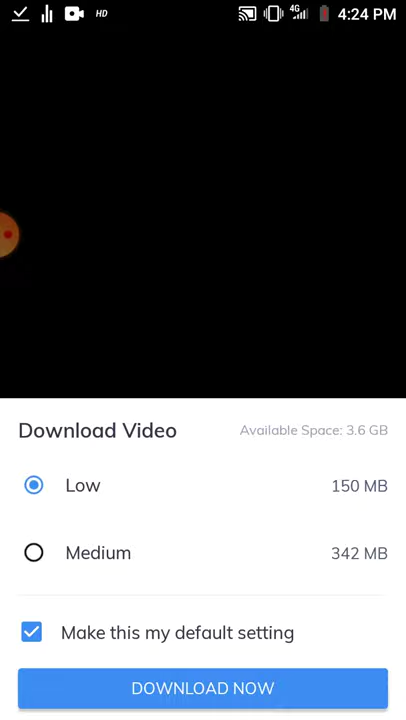 HD 4G 4:24 PM
Download Video Available Space: 3.6 GB
Low 150 MB
Medium 342 MB
Make this my default setting
DOWNLOAD NOW